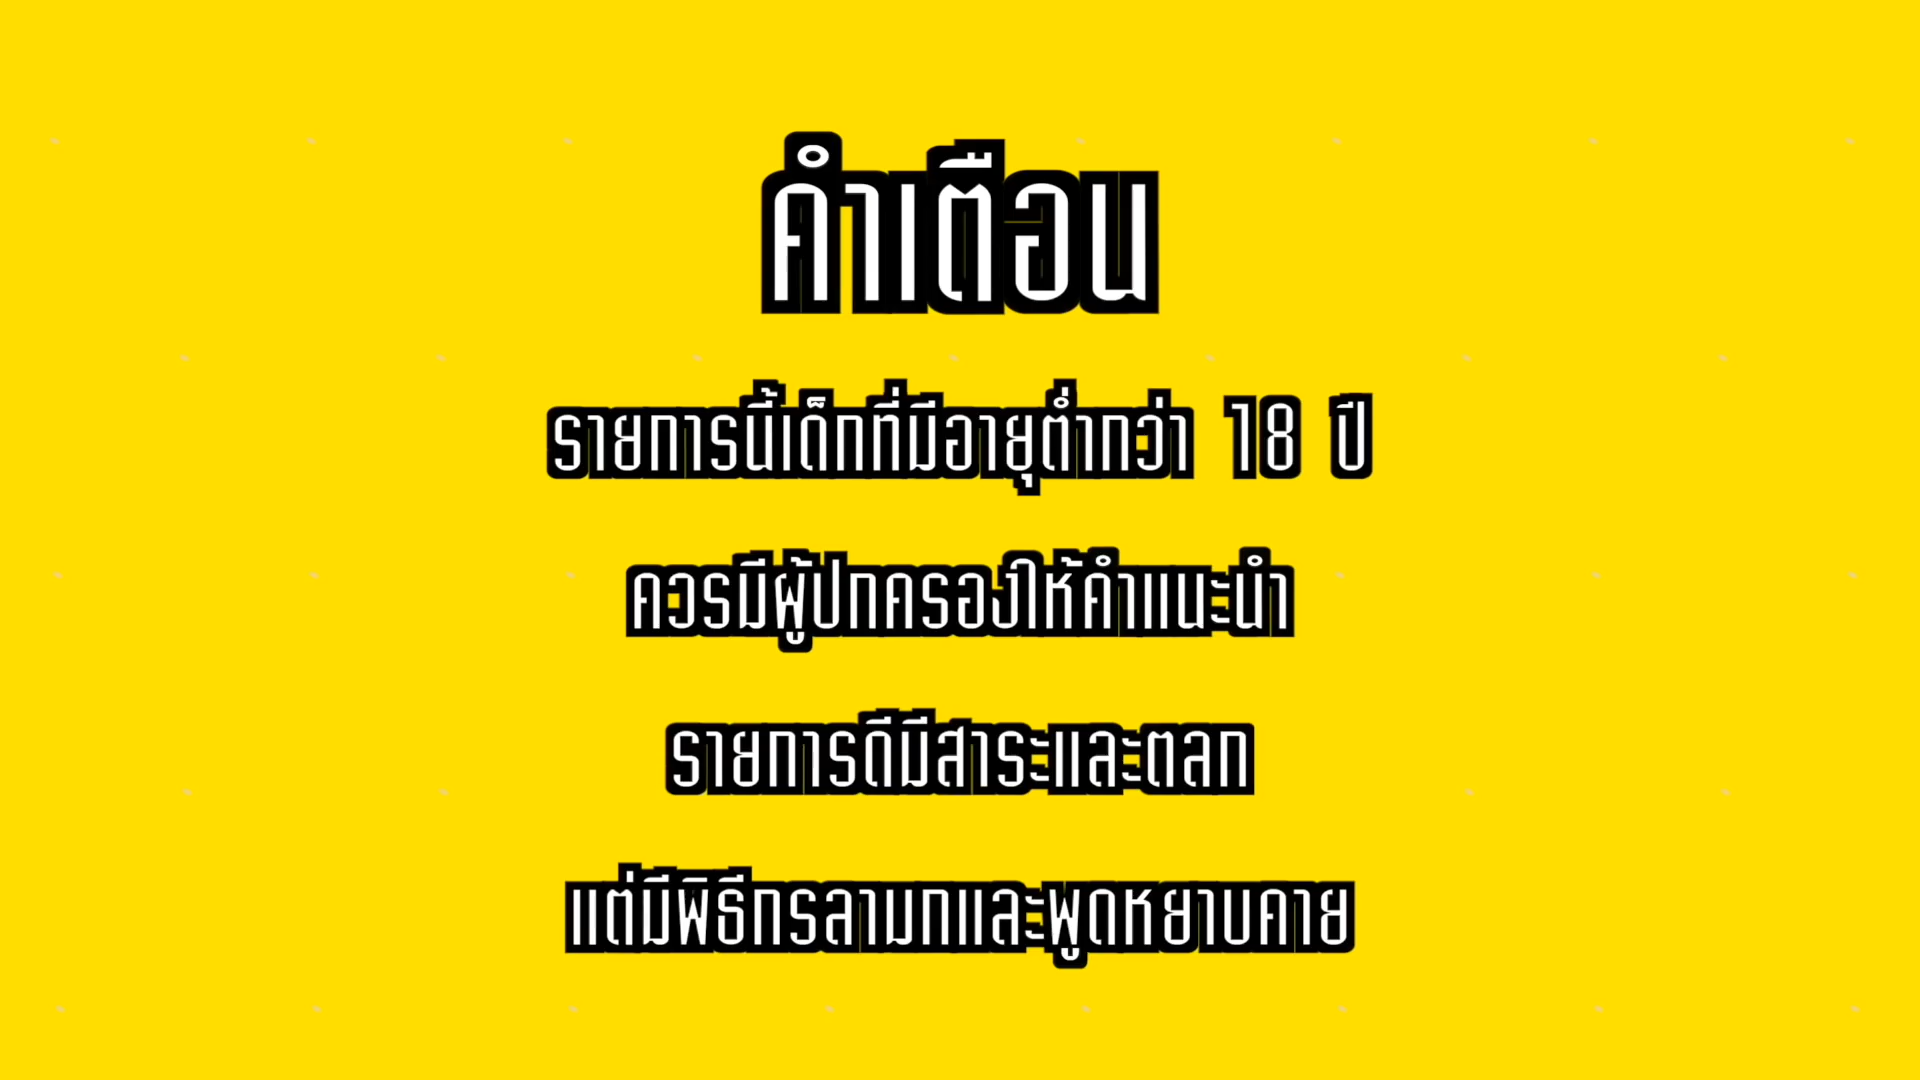 คำเตือน
รายการนี้เด็กที่มีอายุต่ำกว่า 18 ปี
ควรมีผู้ปกครองให้คำแนะนำ
รายการดีมีสาระและตลก
แต่มีพิธีกรลามกและพูดหยาบคาย